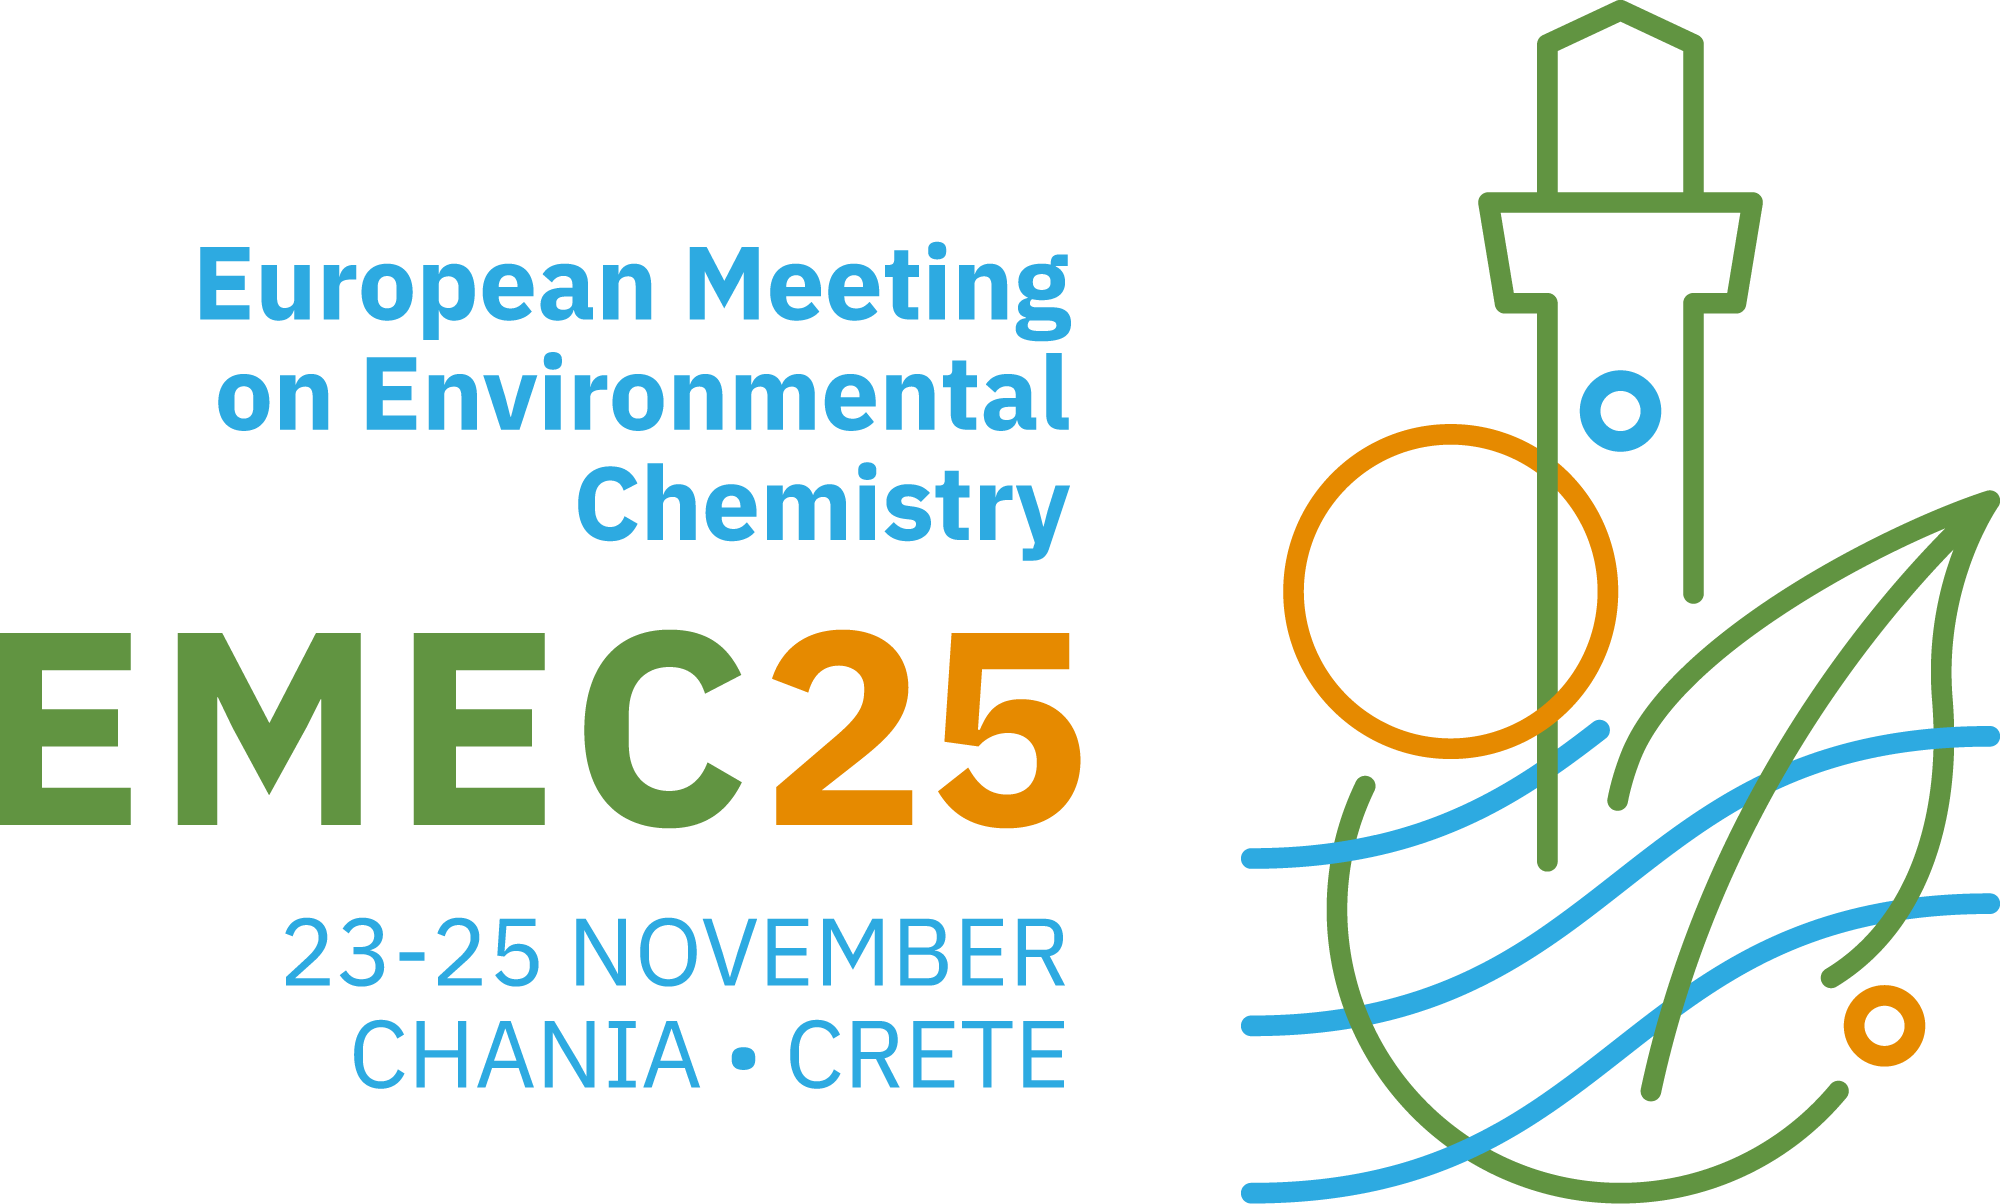 European Meeting
on Environmental
Chemistry
EMEC25
23-25 NOVEMBER
CHANIA • CRETE